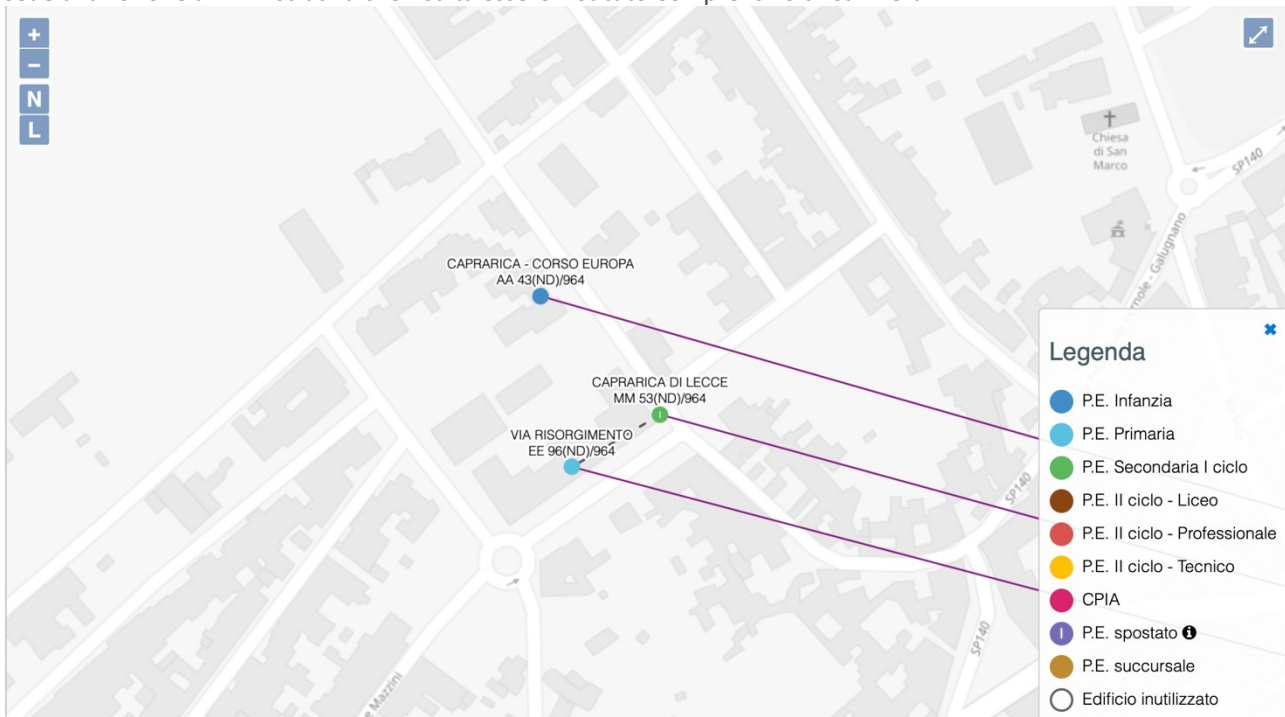 +
−
N
L
Chiesa
di San
Marco
SP140
CAPRARICA - CORSO EUROPA
AA 43(ND)/964
CAPRARICA DI LECCE
MM 53(ND)/964
VIA RISORGIMENTO
EE 96(ND)/964
SP140
SP140
Mazzini
Galugnano
Legenda
P.E. Infanzia
P.E. Primaria
P.E. Secondaria I ciclo
P.E. II ciclo - Liceo
P.E. II ciclo - Professionale
P.E. II ciclo - Tecnico
CPIA
P.E. spostato
P.E. succursale
Edificio inutilizzato